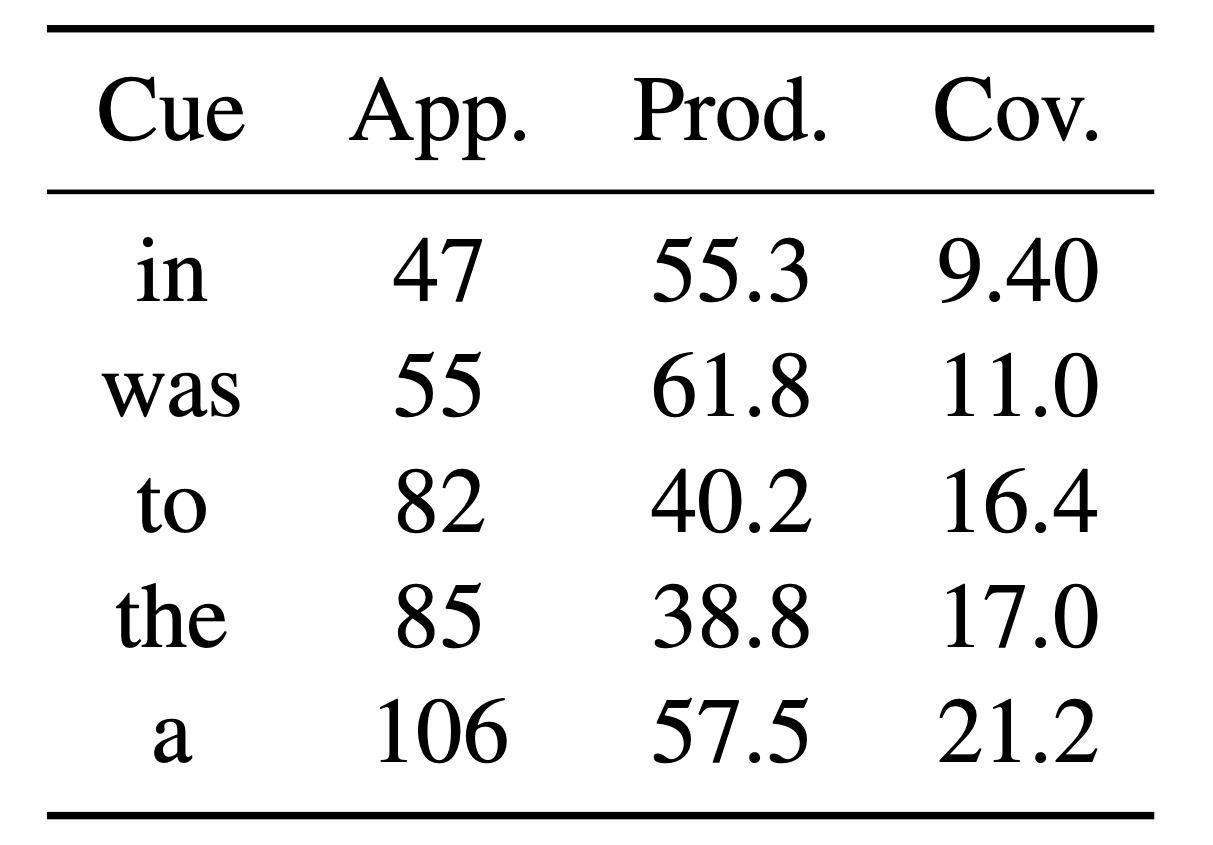 Cue App. Prod. Cov.
in 47 55.3 9.40
was 55 61.8 11.0
to 82 40.2 16.4
the 85 38.8 17.0
a 106 57.5 21.2